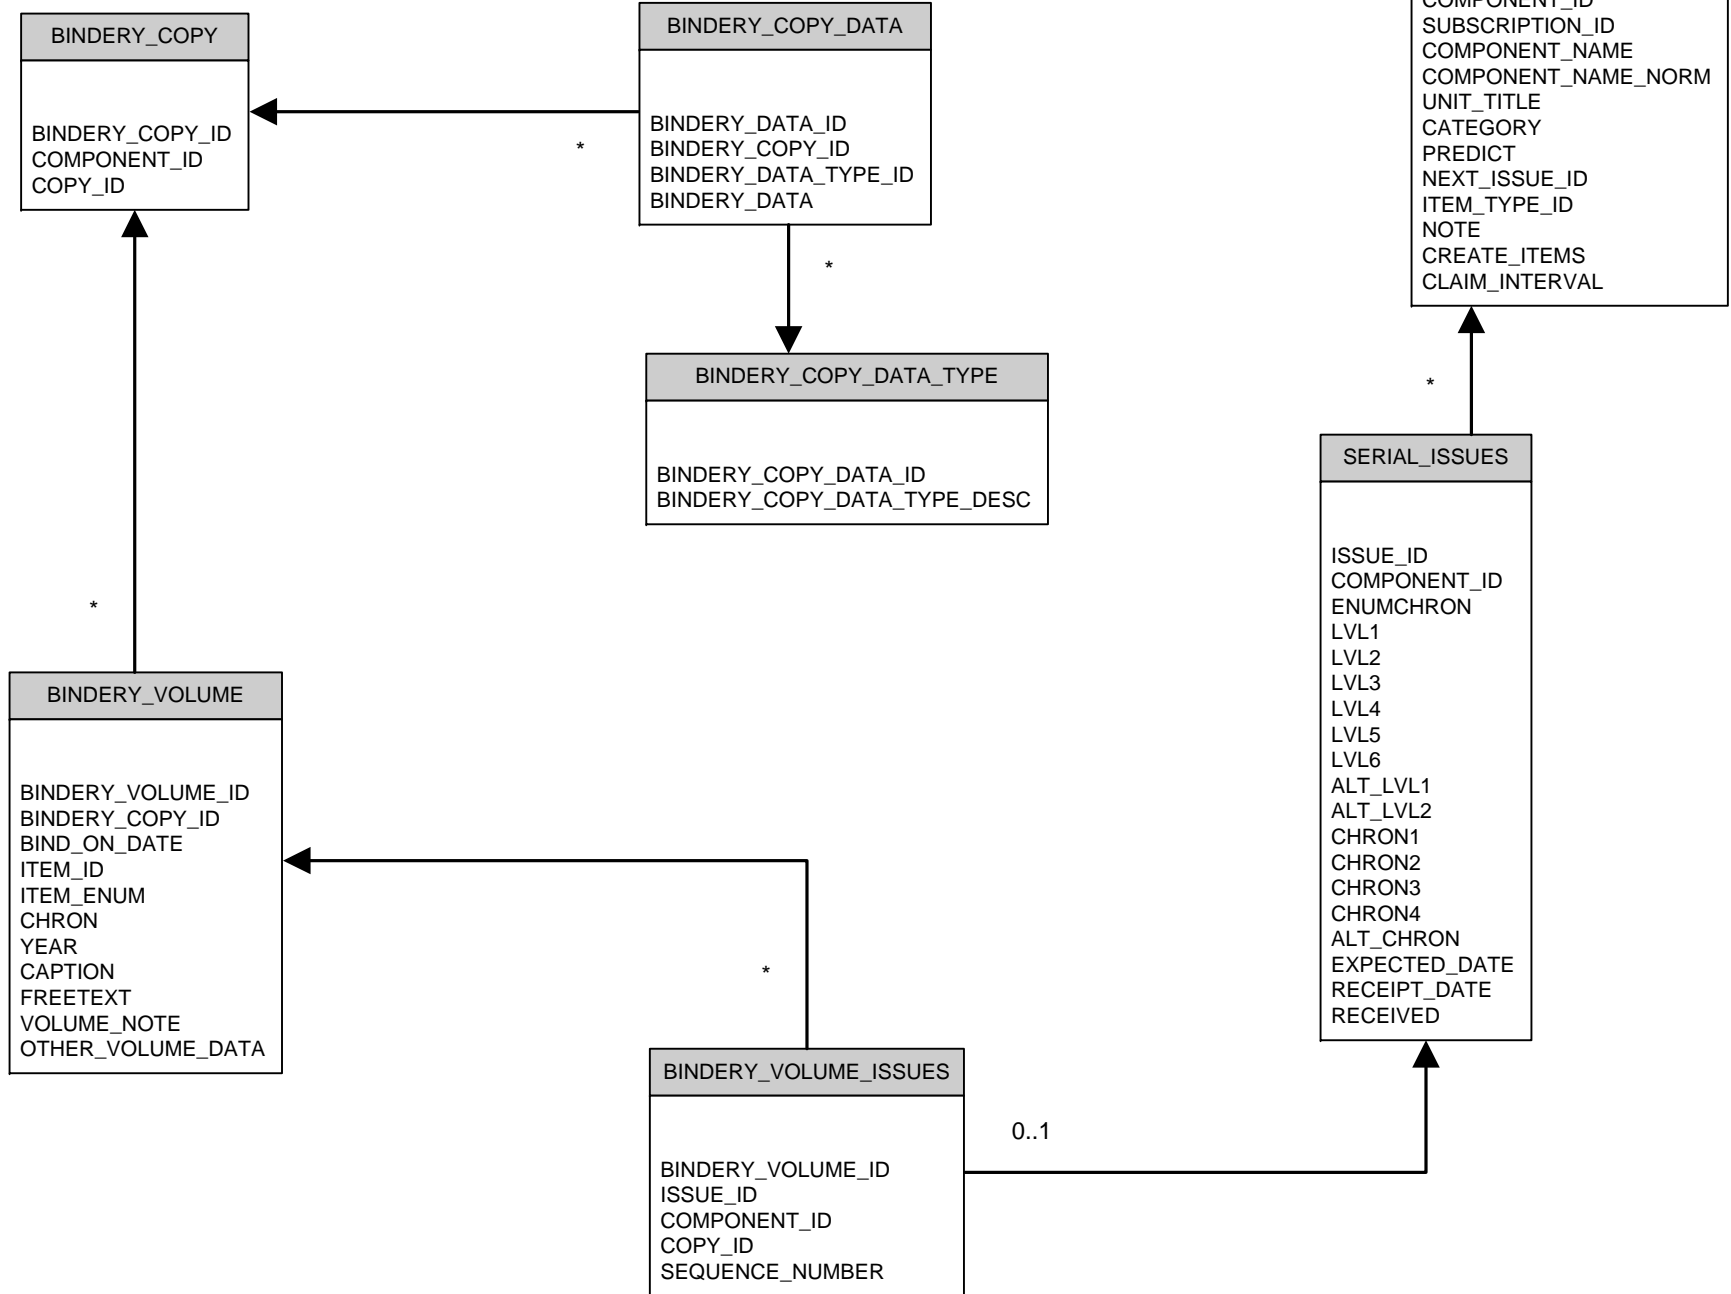 BINDERY_COPY
BINDERY_COPY_ID
COMPONENT_ID
COPY_ID
*
BINDERY_COPY_DATA
BINDERY_DATA_ID
BINDERY_COPY_ID
BINDERY_DATA_TYPE_ID
BINDERY_DATA
*
COMPONENT_ID
SUBSCRIPTION_ID
COMPONENT_NAME
COMPONENT_NAME_NORM
UNIT_TITLE
CATEGORY
PREDICT
NEXT_ISSUE_ID
ITEM_TYPE_ID
NOTE
CREATE_ITEMS
CLAIM_INTERVAL
*
BINDERY_COPY_DATA_TYPE
BINDERY_COPY_DATA_ID
BINDERY_COPY_DATA_TYPE_DESC
SERIAL_ISSUES
ISSUE_ID
COMPONENT_ID
ENUMCHRON
LVL1
LVL2
LVL3
LVL4
LVL5
LVL6
ALT_LVL1
ALT_LVL2
CHRON1
CHRON2
CHRON3
CHRON4
ALT_CHRON
EXPECTED_DATE
RECEIPT_DATE
RECEIVED
*
BINDERY_VOLUME
BINDERY_VOLUME_ID
BINDERY_COPY_ID
BIND_ON_DATE
ITEM_ID
ITEM_ENUM
CHRON
YEAR
CAPTION
FREETEXT
VOLUME_NOTE
OTHER_VOLUME_DATA
*
BINDERY_VOLUME_ISSUES
BINDERY_VOLUME_ID
ISSUE_ID
COMPONENT_ID
COPY_ID
SEQUENCE_NUMBER
0..1